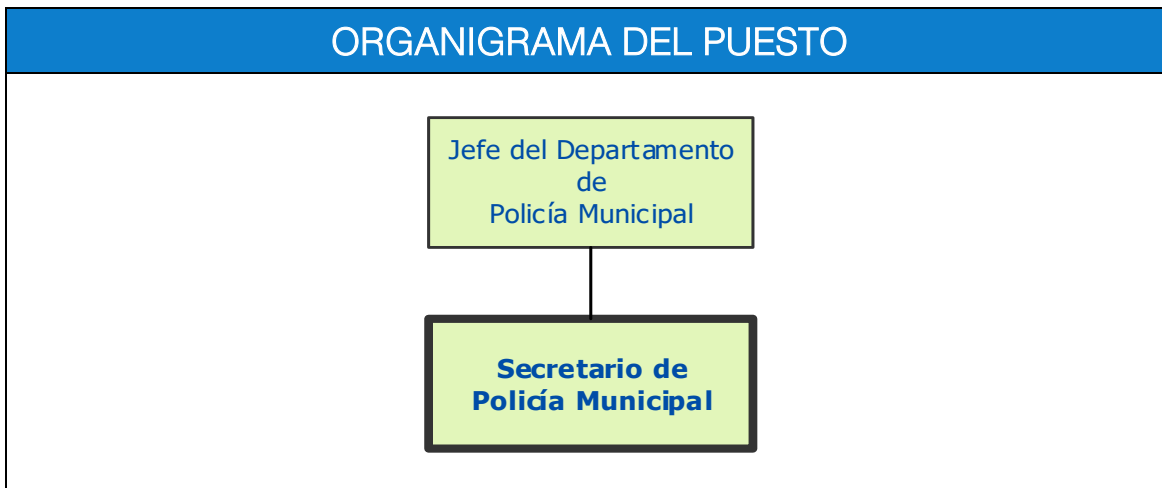 ORGANIGRAMA DEL PUESTO
Jefe del Departamento
de
Policía Municipal
Secretario de
Policía Municipal